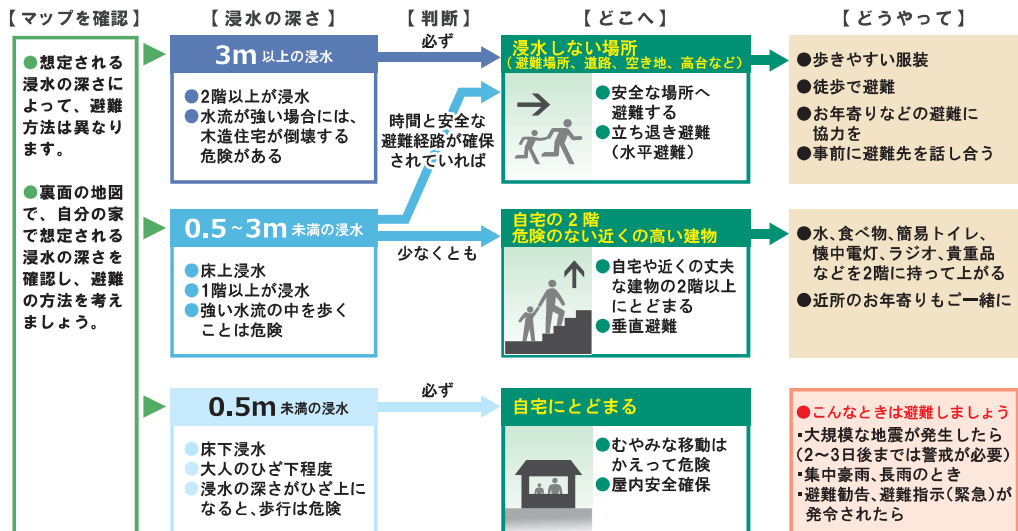 【マップを確認】
【浸水の深さ】
【判断】
【どこへ】
【どうやって】
●想定される
浸水の深さに
よって、避難
方法は異なり
ます。
●裏面の地図
で、自分の家
で想定される
浸水の深さを
確認し、避難
の方法を考え
ましょう。
3m以上の浸水
●2階以上が浸水
●水流が強い場合には、
木造住宅が倒壊する
危険がある
必ず
時間と安全な
避難経路が確保
されていれば
浸水しない場所
(避難場所、道路、空き地、高台など)
●安全な場所へ
避難する
●立ち退き避難
(水平避難)
●歩きやすい服装
●徒歩で避難
●お年寄りなどの避難に
協力を
●事前に避難先を話し合う
0.5~3m未満の浸水
●床上浸水
●1階以上が浸水
●強い水流の中を歩く
ことは危険
少なくとも
自宅の2階
危険のない近くの高い建物
●自宅や近くの丈夫
な建物の2階以上
にとどまる
●垂直避難
●水、食べ物、簡易トイレ、
懐中電灯、ラジオ、貴重品
などを2階に持って上がる
●近所のお年寄りもご一緒に
0.5m未満の浸水
●床下浸水
●大人のひざ下程度
●浸水の深さがひざ上に
なると、歩行は危険
必ず
自宅にとどまる
●むやみな移動は
かえって危険
●屋内安全確保
●こんなときは避難しましょう
・大規模な地震が発生したら
(2~3日後までは警戒が必要)
・集中豪雨、長雨のとき
・避難勧告、避難指示(緊急)が
発令されたら